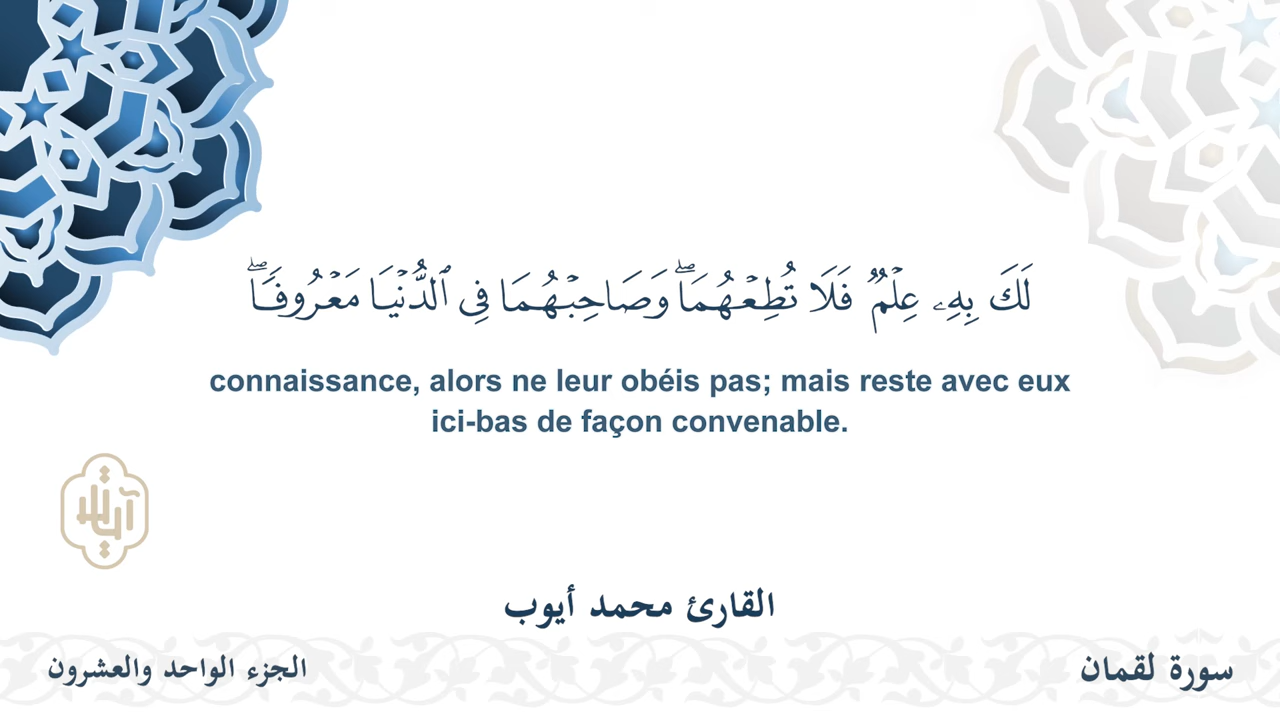 لَكَ بِهِۦ عِلْمٌ فَلَا تُطِعْهُمَا ۖ وَصَاحِبْهُمَا فِى ٱلدُّنْيَا مَعْرُوفًا ۖ
connaissance, alors ne leur obéis pas; mais reste avec eux
ici-bas de façon convenable.
القارئ محمد أيوب
سورة لقمان
الجزء الواحد والعشرون